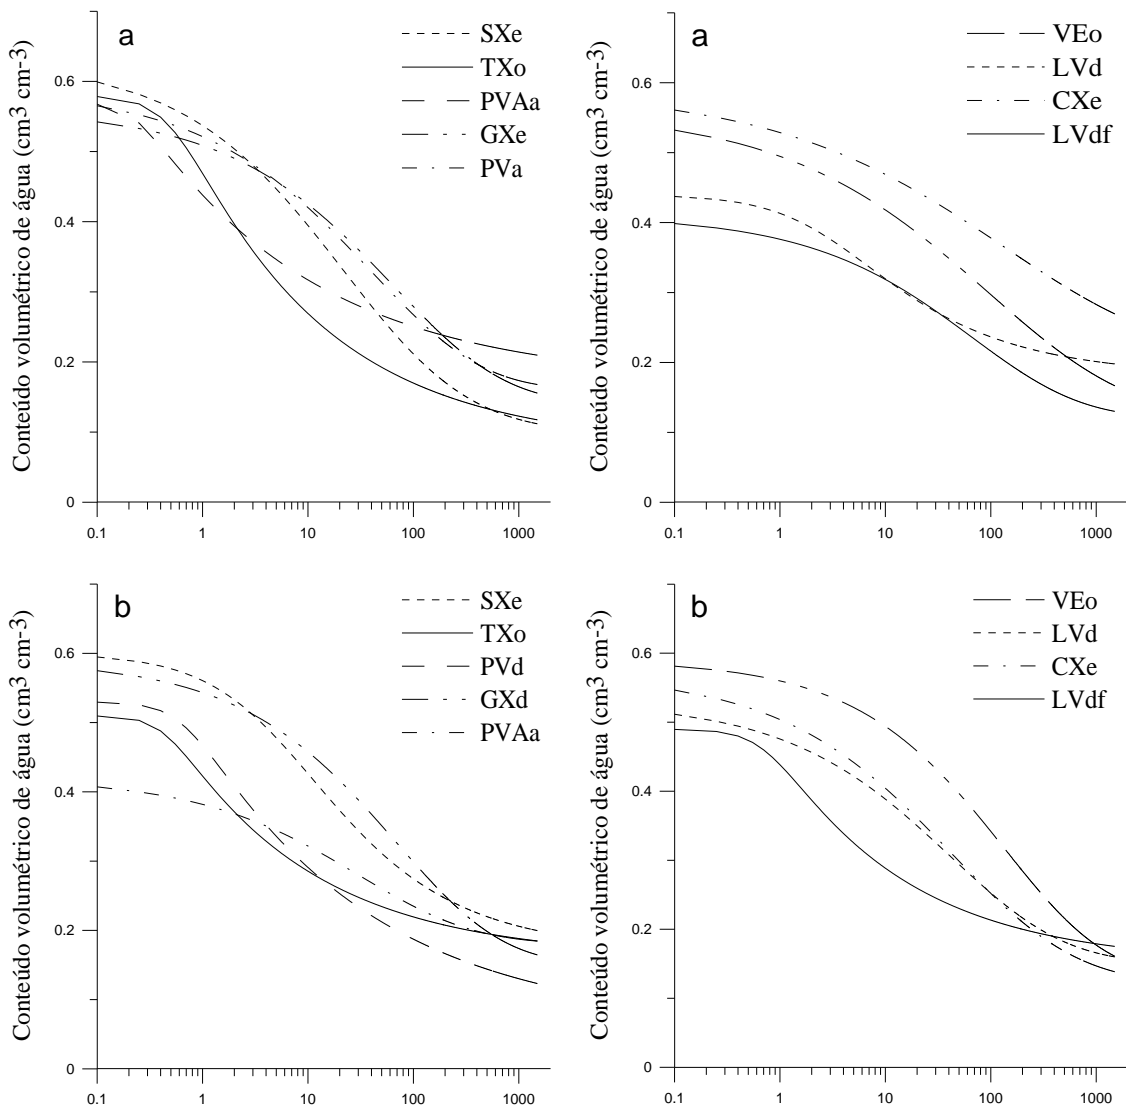 a
SXe
TXo
PVAa
GXe
PVa
Conteúdo volumétrico de água (cm3 cm-3)
0.6
0.4
0.2
0
0.1 1 10 100 1000
a
VEo
LVd
CXe
LVdf
Conteúdo volumétrico de água (cm3 cm-3)
0.6
0.4
0.2
0
0.1 1 10 100 1000
b
SXe
TXo
PVd
GXd
PVAa
Conteúdo volumétrico de água (cm3 cm-3)
0.6
0.4
0.2
0
0.1 1 10 100 1000
b
VEo
LVd
CXe
LVdf
Conteúdo volumétrico de água (cm3 cm-3)
0.6
0.4
0.2
0
0.1 1 10 100 1000